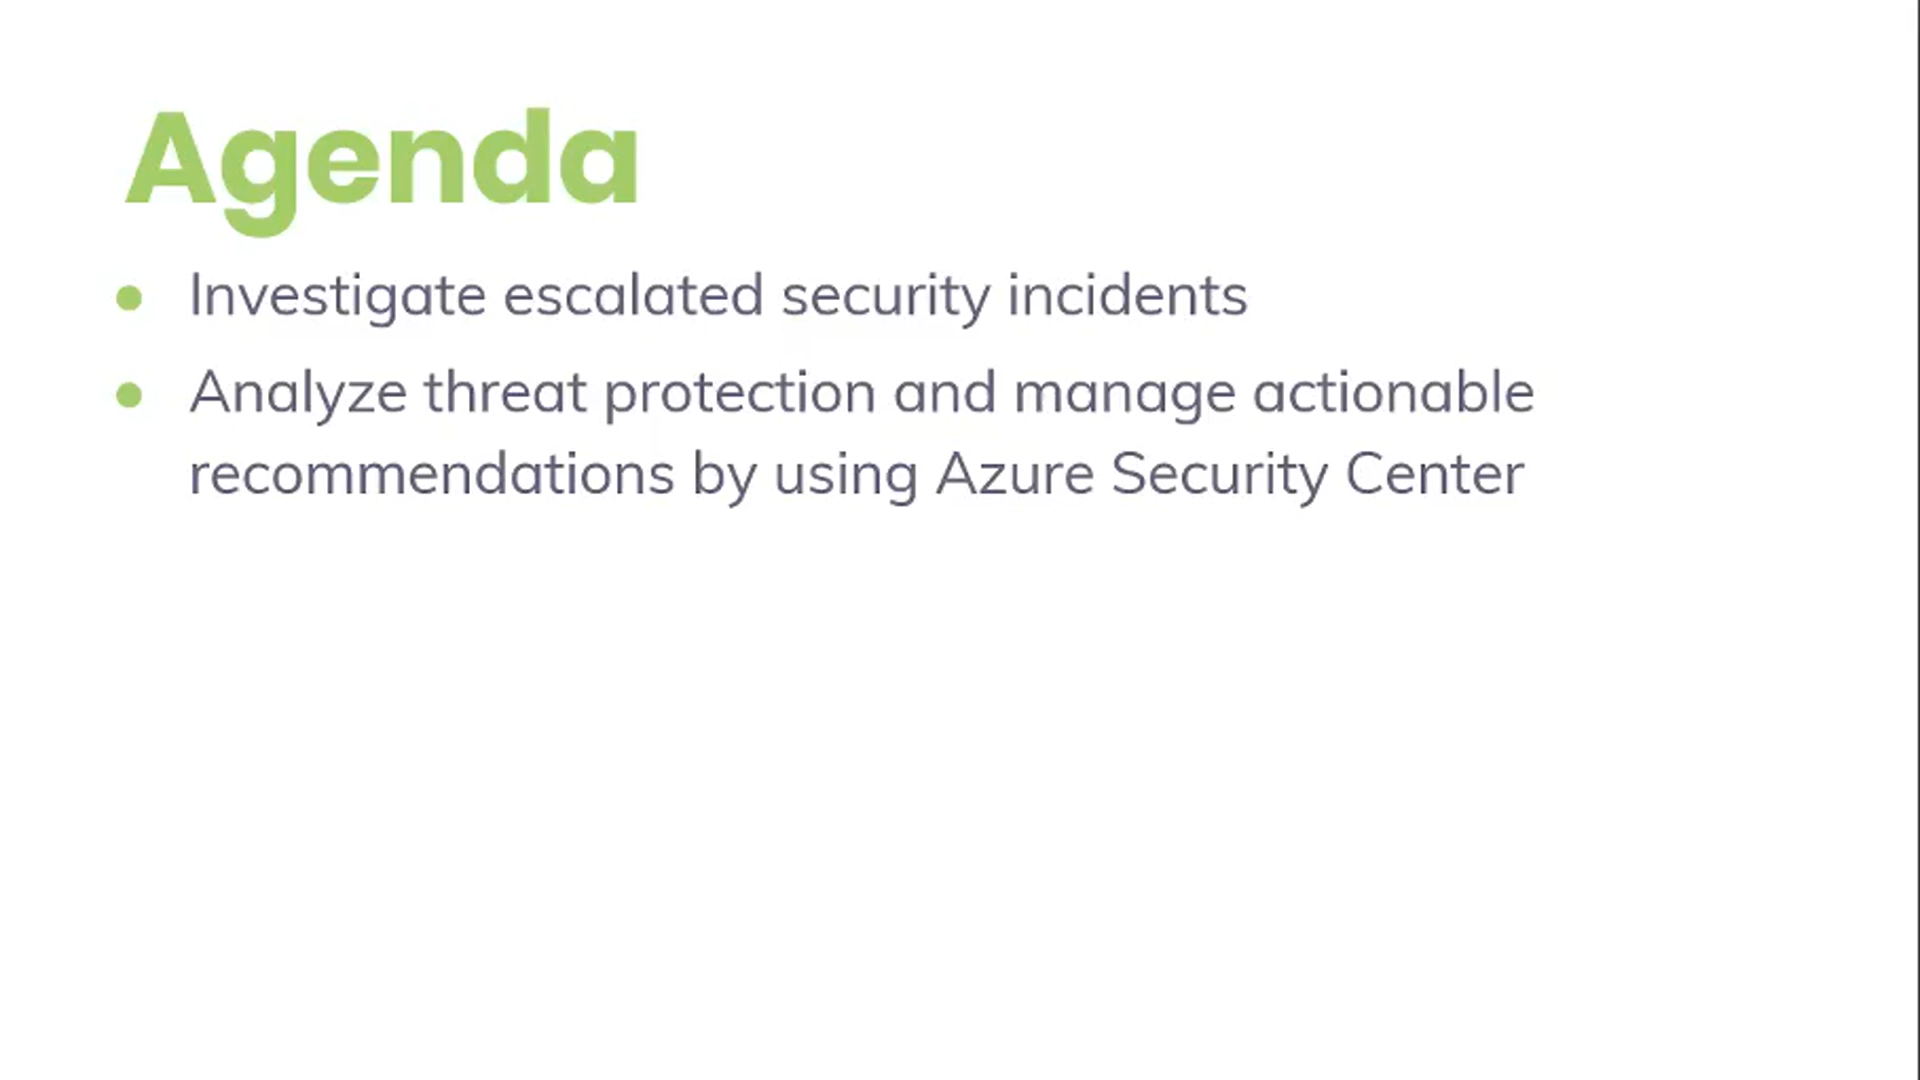 Agenda
Investigate escalated security incidents
Analyze threat protection and manage actionable
recommendations by using Azure Security Center